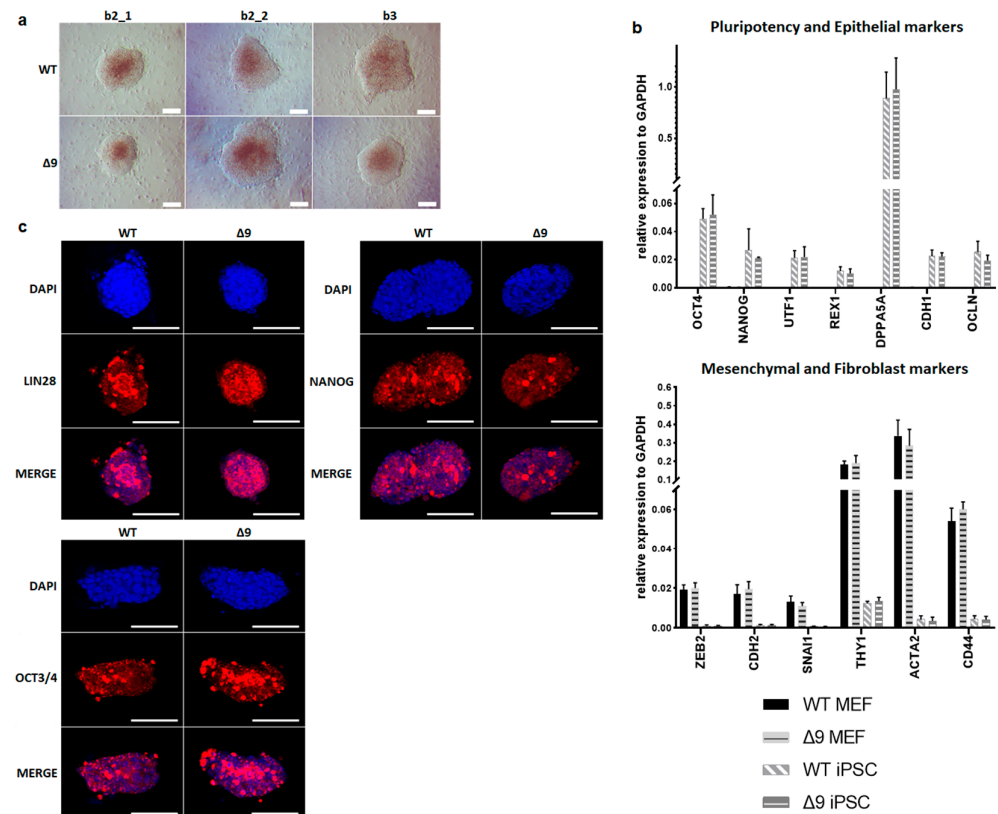 a
b2_1 b2_2 b3
WT
Δ9
b
Pluripotency and Epithelial markers
relative expression to GAPDH
1.0
0.5
0.06
0.04
0.02
0.00
OCT4 NANOG UTF1 REX1 DPPA5A CDH1 OCLN
c
WT Δ9
DAPI
LIN28
MERGE
WT Δ9
DAPI
NANOG
MERGE
WT Δ9
DAPI
OCT3/4
MERGE
Mesenchymal and Fibroblast markers
relative expression to GAPDH
0.6
0.5
0.4
0.3
0.2
0.1
0.06
0.04
0.02
0.00
ZEB2 CDH2 SNAI1 THY1 ACTA2 CD44
WT MEF
Δ9 MEF
WT iPSC
Δ9 iPSC